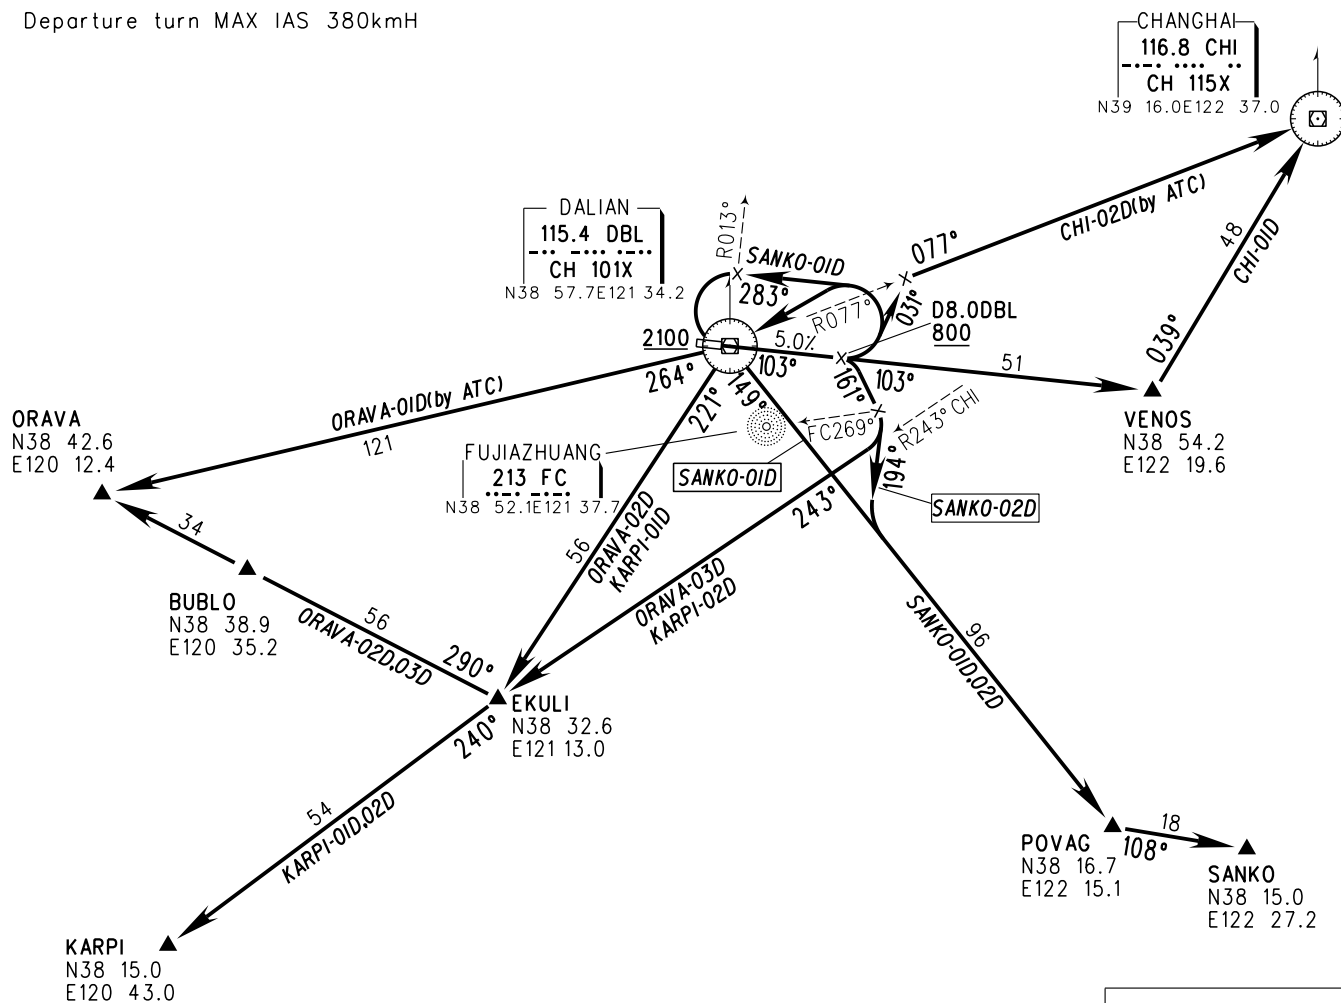 Departure turn MAX IAS 380kmH
CHANGHAI
116.8 CHI
-.-. .... ..
CH 115X
N39 16.0E122 37.0
DALIAN
115.4 DBL
-.. -... .-..
CH 101X
N38 57.7E121 34.2
R013°
SANKO-01D
283°
R077°
077°
031°
CHI-02D(by ATC)
48
CHI-01D
039°
D8.0DBL
800
2100
5.0%
103°
161°
103°
51
VENOS
N38 54.2
E122 19.6
264°
221°
149°
ORAVA-01D(by ATC)
121
ORAVA
N38 42.6
E120 12.4
FC269°
R243° CHI
FUJIAZHUANG
213 FC
..-. -.-.
N38 52.1E121 37.7
SANKO-01D
194°
SANKO-02D
243°
34
BUBLO
N38 38.9
E120 35.2
56
ORAVA-02D,03D
290°
56
ORAVA-02D
KARPI-01D
ORAVA-03D
KARPI-02D
96
SANKO-01D,02D
EKULI
N38 32.6
E121 13.0
240°
54
KARPI-01D,02D
POVAG
N38 16.7
E122 15.1
18
108°
SANKO
N38 15.0
E122 27.2
KARPI
N38 15.0
E120 43.0